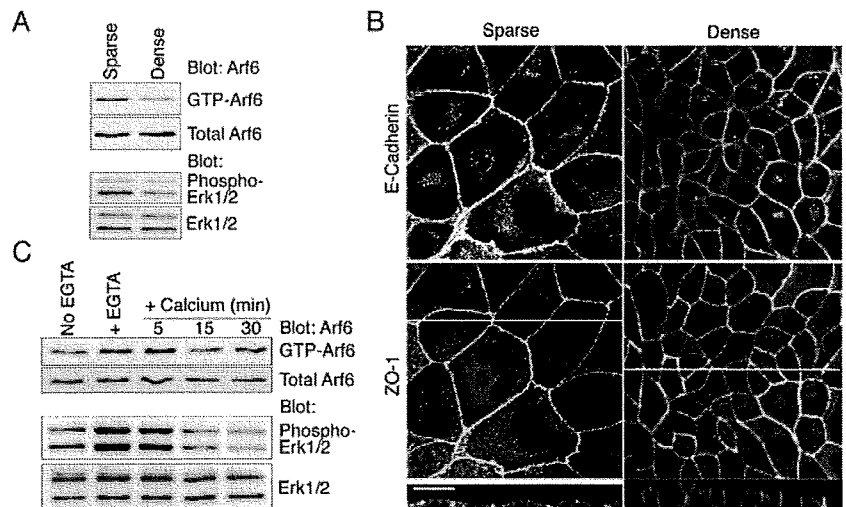 A
Sparse
Dense
Blot: Arf6
GTP-Arf6
Total Arf6
Blot:
Phospho-
Erk1/2
Erk1/2
B
Sparse
Dense
E-Cadherin
ZO-1
C
No EGTA
+ EGTA
+ Calcium (min)
5 15 30
Blot: Arf6
GTP-Arf6
Total Arf6
Blot:
Phospho-
Erk1/2
Erk1/2